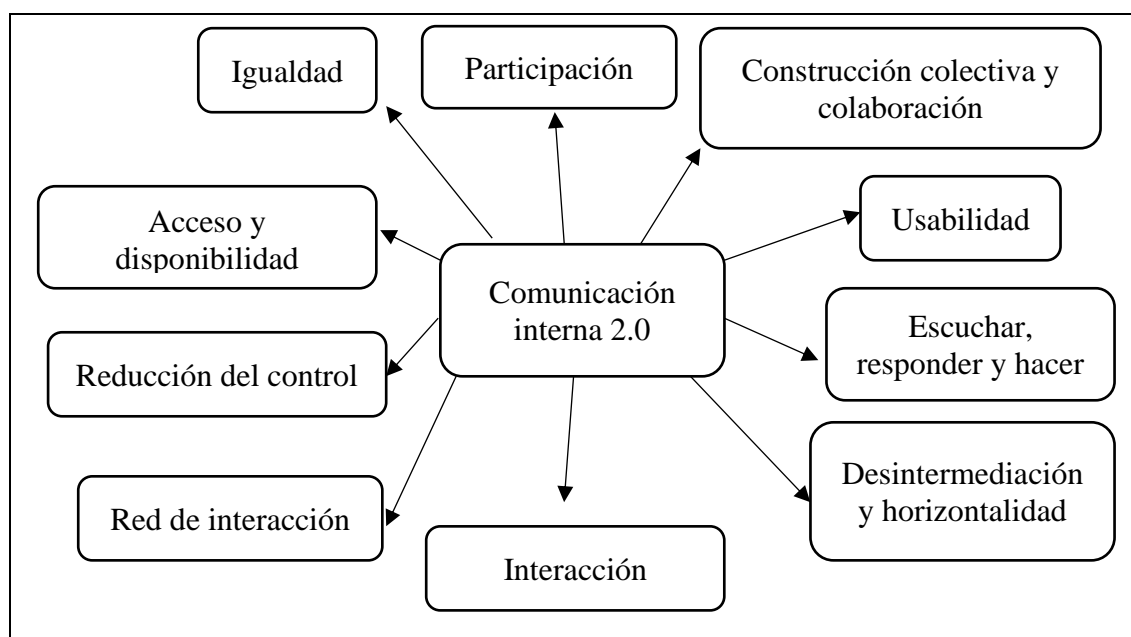 Igualdad
Participación
Construcción colectiva y
colaboración
Acceso y
disponibilidad
Usabilidad
Comunicación
interna 2.0
Escuchar,
responder y hacer
Reducción del control
Desintermediación
y horizontalidad
Red de interacción
Interacción